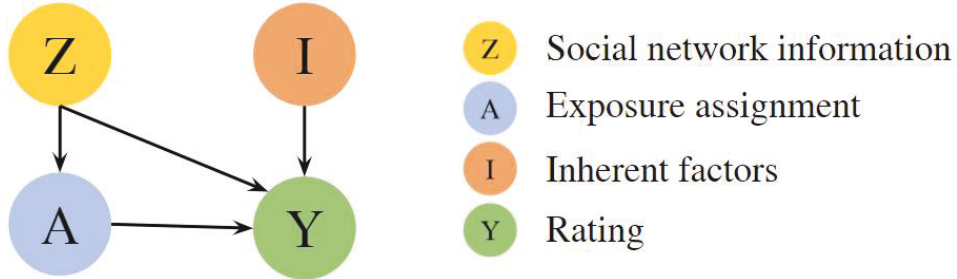 Z I
A Y
Z Social network information
A Exposure assignment
I Inherent factors
Y Rating